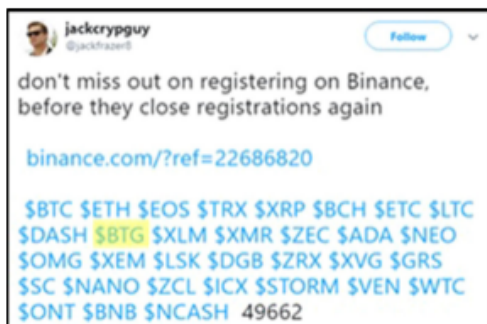 jackcrypguy
@jackfrazer8
Follow
don't miss out on registering on Binance,
before they close registrations again
binance.com/?ref=22686820
$BTC $ETH $EOS $TRX $XRP $BCH $ETC $LTC
$DASH $BTG $XLM $XMR $ZEC $ADA $NEO
$OMG $XEM $LSK $DGB $ZRX $XVG $GRS
$SC $NANO $ZCL $ICX $STORM $VEN $WTC
$ONT $BNB $NCASH 49662